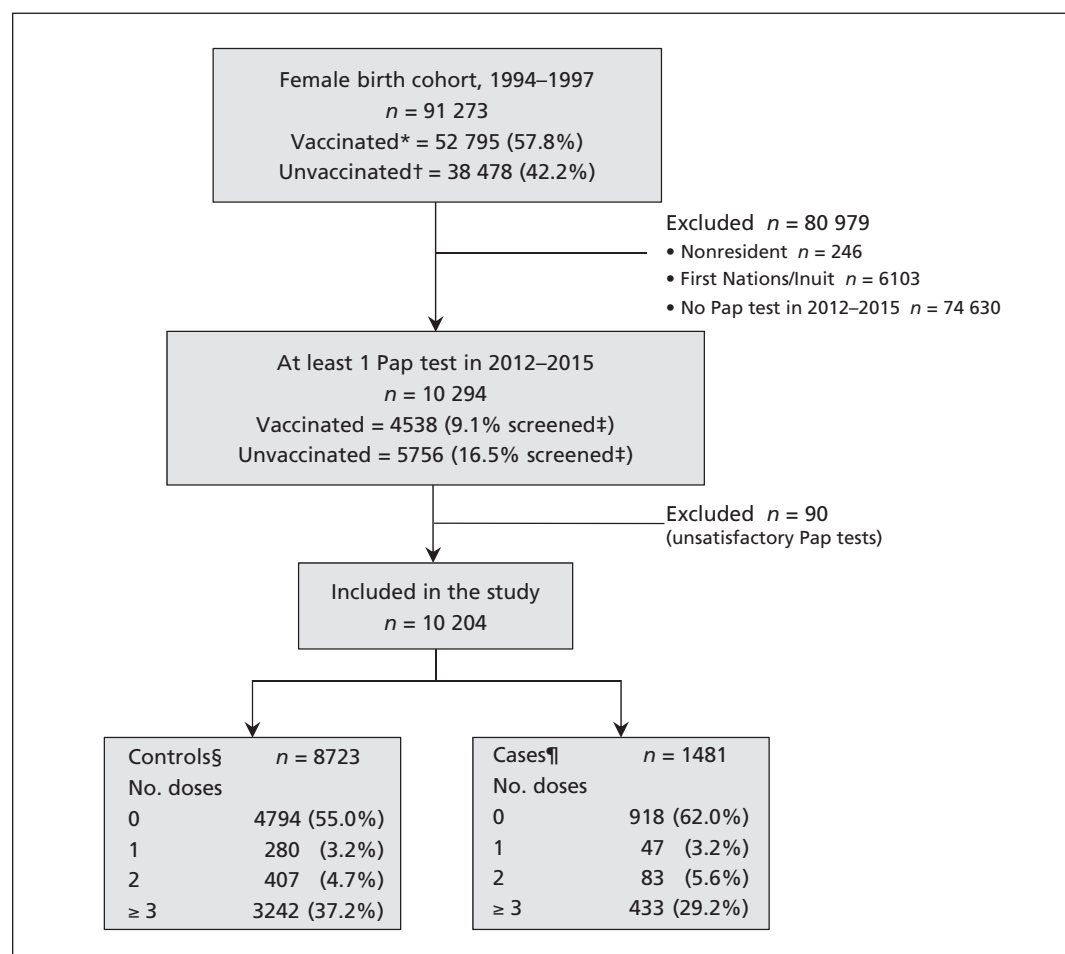 Female birth cohort, 1994–1997
n = 91 273
Vaccinated* = 52 795 (57.8%)
Unvaccinated† = 38 478 (42.2%)
Excluded n = 80 979
• Nonresident n = 246
• First Nations/Inuit n = 6103
• No Pap test in 2012–2015 n = 74 630
At least 1 Pap test in 2012–2015
n = 10 294
Vaccinated = 4538 (9.1% screened‡)
Unvaccinated = 5756 (16.5% screened‡)
Excluded n = 90
(unsatisfactory Pap tests)
Included in the study
n = 10 204
Controls§ n = 8723
No. doses
0 4794 (55.0%)
1 280 (3.2%)
2 407 (4.7%)
≥ 3 3242 (37.2%)
Cases¶ n = 1481
No. doses
0 918 (62.0%)
1 47 (3.2%)
2 83 (5.6%)
≥ 3 433 (29.2%)